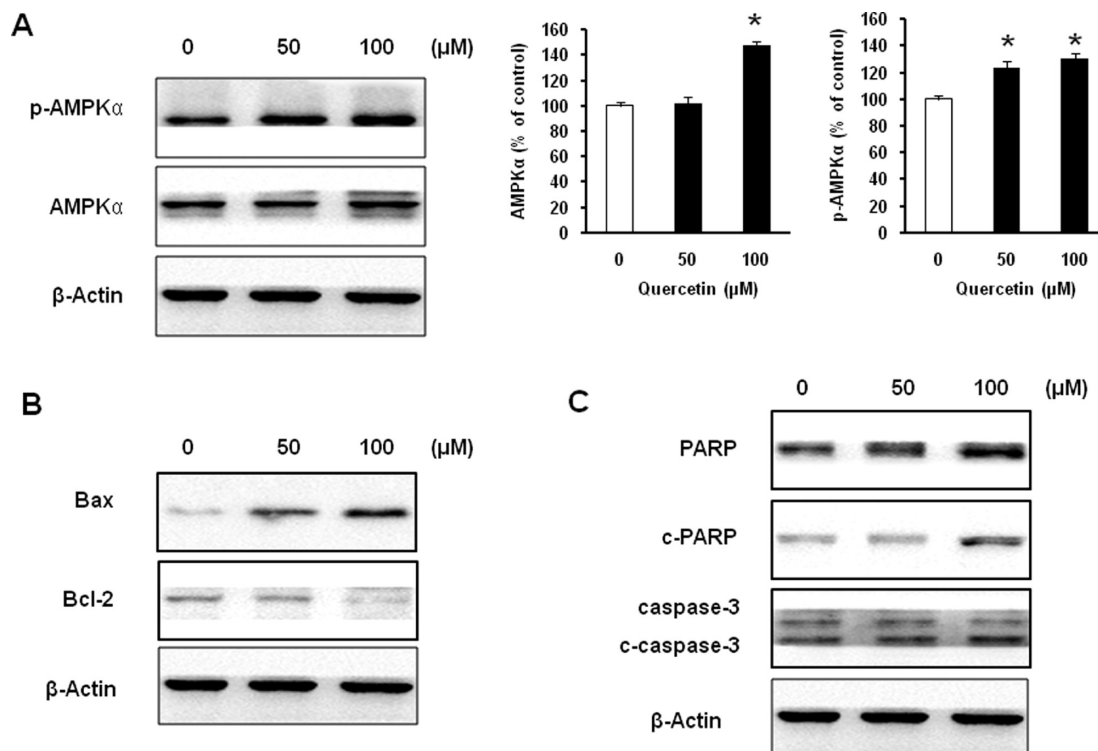 A
0 50 100 (μM)
p-AMPKα
AMPKα
β-Actin
AMPKα (% of control)
160
140
120
100
80
60
40
20
0
*
0 50 100
Quercetin (μM)
p-AMPKα (% of control)
160
140
120
100
80
60
40
20
0
* *
0 50 100
Quercetin (μM)
B
0 50 100 (μM)
Bax
Bcl-2
β-Actin
C
0 50 100 (μM)
PARP
c-PARP
caspase-3
c-caspase-3
β-Actin